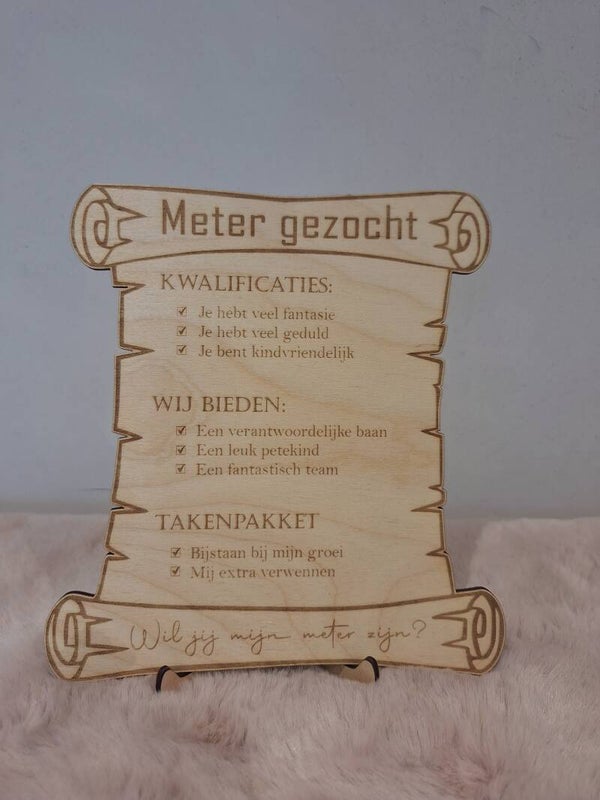 Meter gezocht
KWALIFICATIES:
Je hebt veel fantasie
Je hebt veel geduld
Je bent kindvriendelijk
WIJ BIEDEN:
Een verantwoordelijke baan
Een leuk petekind
Een fantastisch team
TAKENPAKKET
Bijstaan bij mijn groei
Mij extra verwennen
Wil jij mijn meter zijn?